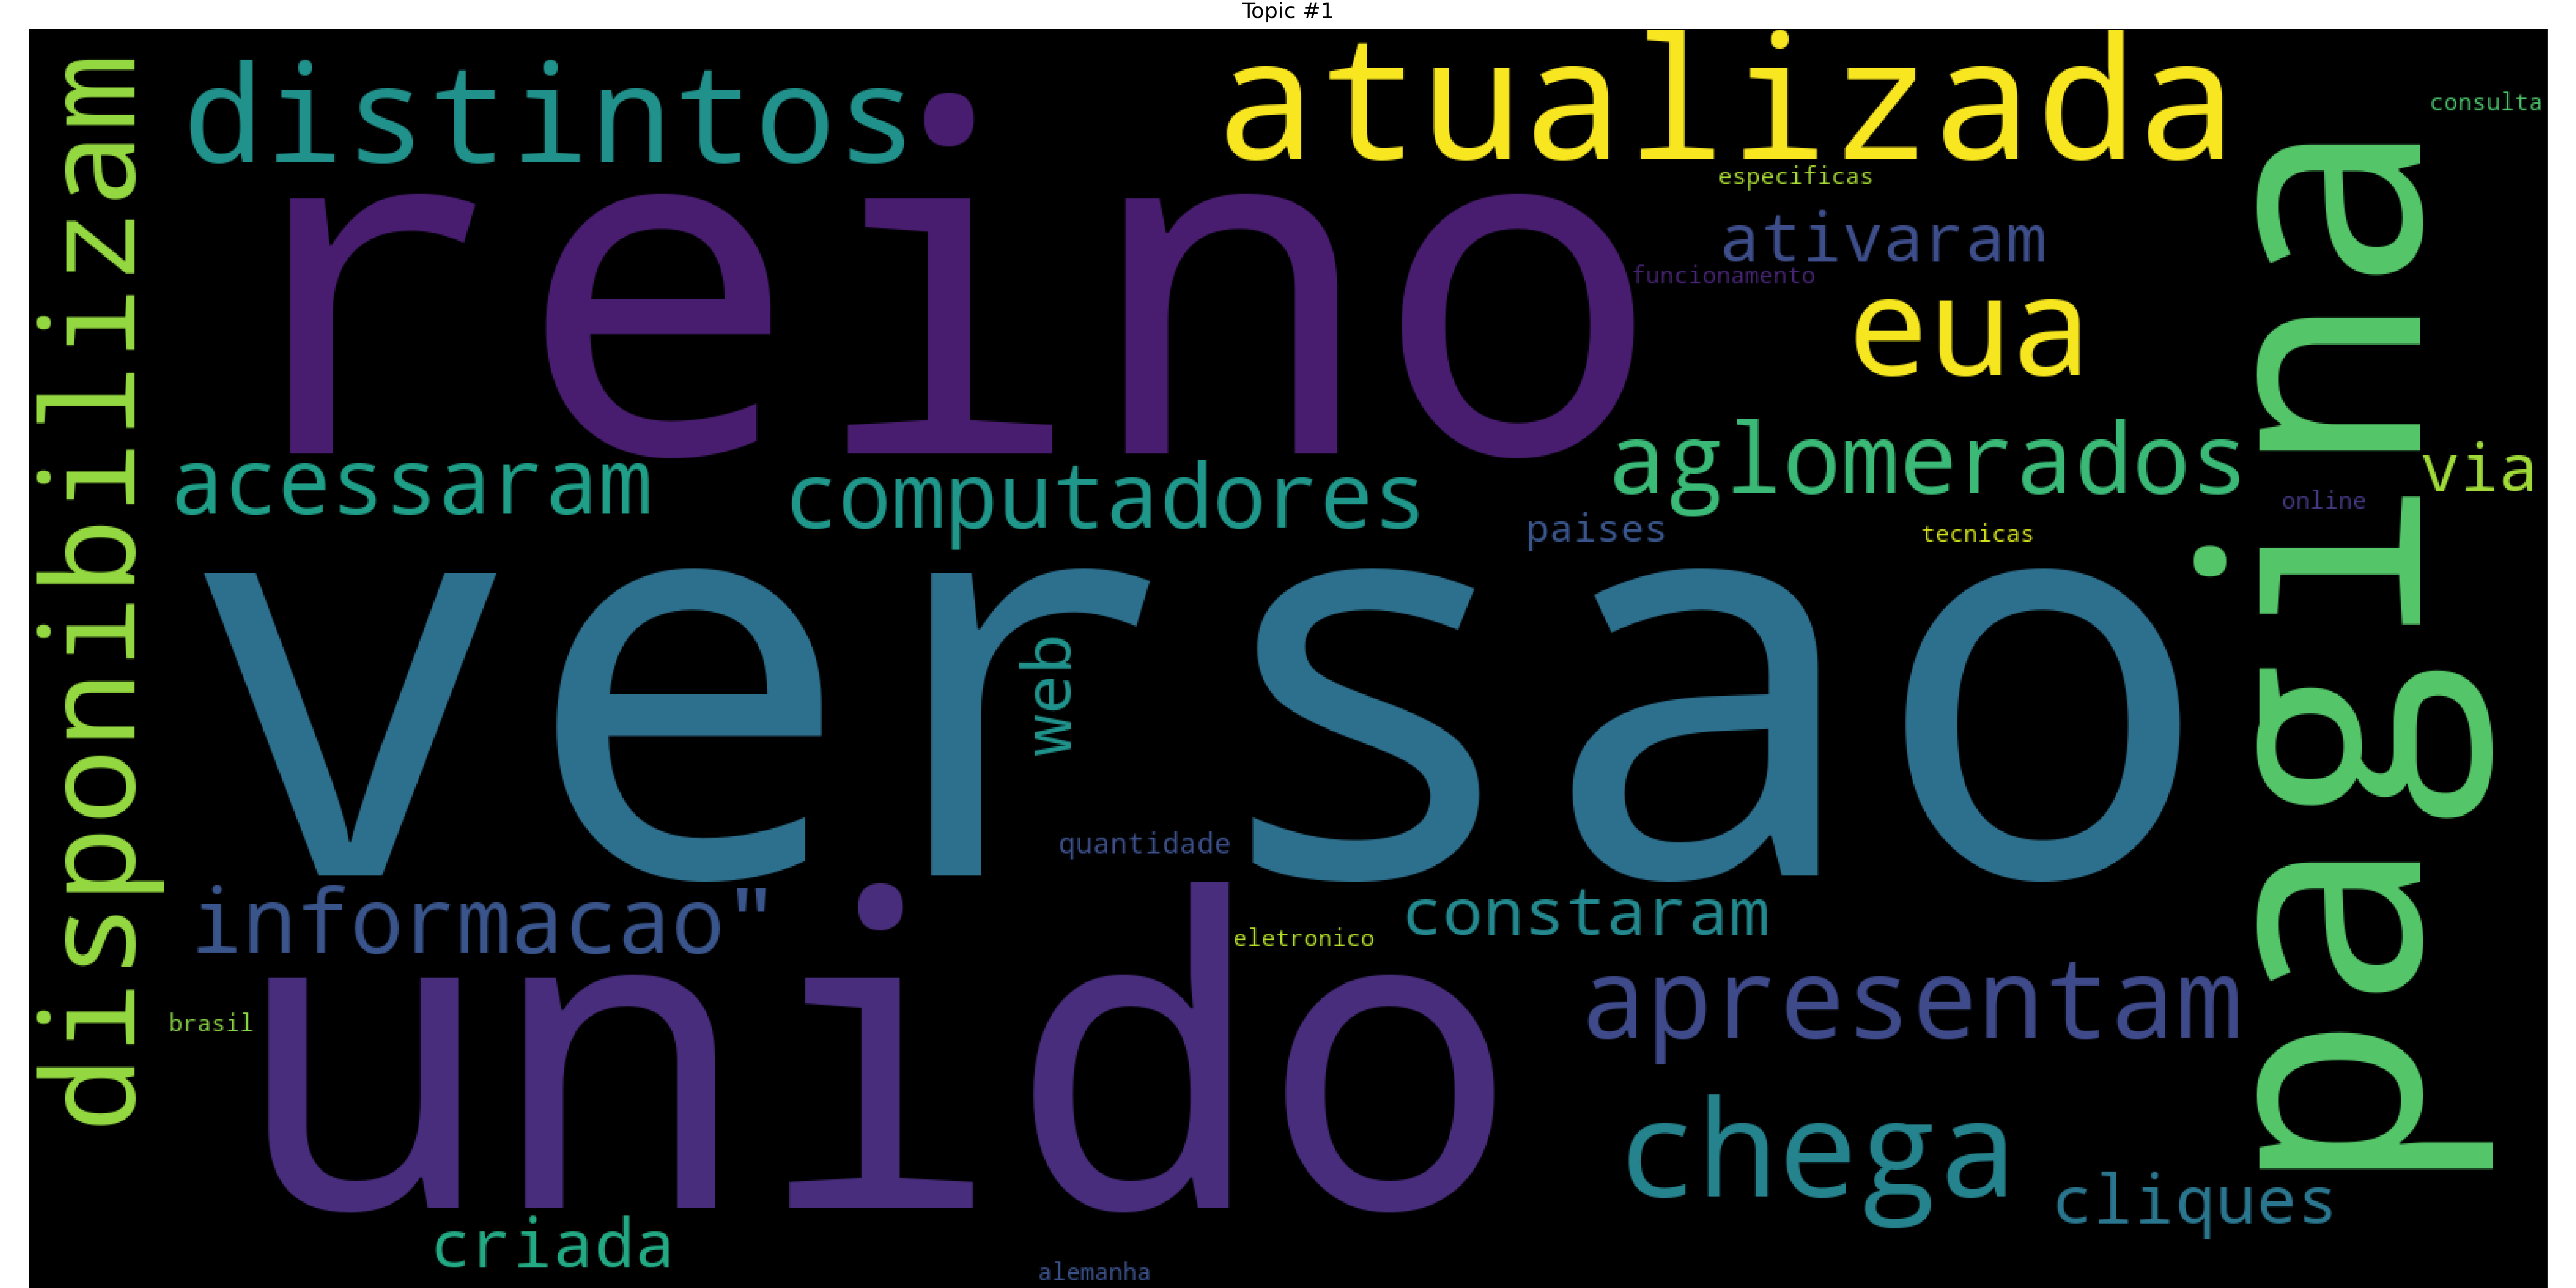 Topic #1
disponibilizam
distintos
atualizada
consulta
especificas
reino
ativaram
funcionamento
eua
pagina
acessaram
computadores
aglomerados
via
online
paises
tecnicas
versao
web
quantidade
informacao"
constaram
eletronico
unido
apresentam
brasil
chega
cliques
criada
alemanha